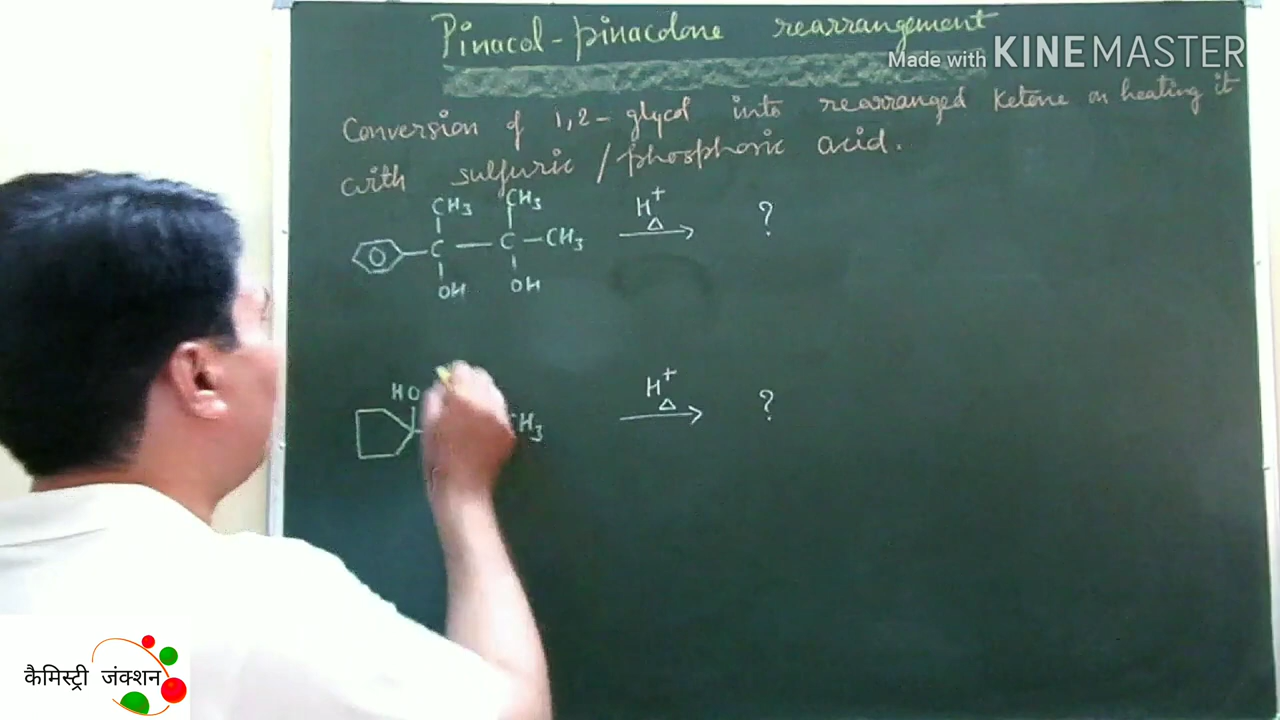 Pinacol-pinacolone rearrangement
Made with KINEMASTER
Conversion of 1,2-glycol into rearranged Ketone on heating it
with sulfuric / phosphoric acid.
CH3 CH3 H+
C — C — CH3 Δ ?
OH OH
HO H+
H3 Δ ?
कैमिस्ट्री जंक्शन